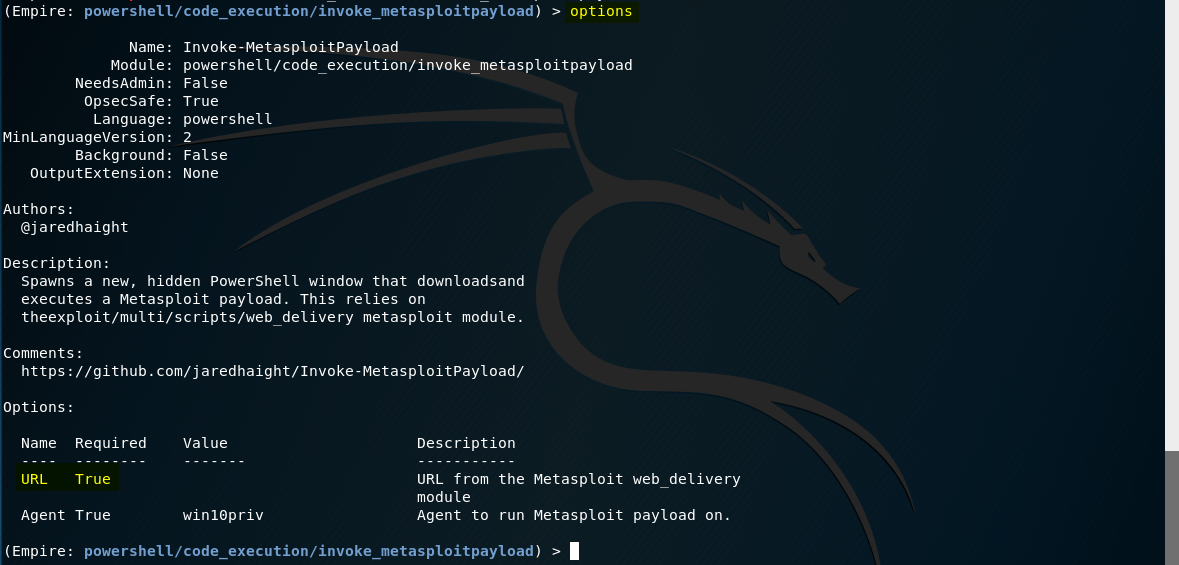 (Empire: powershell/code_execution/invoke_metasploitpayload) > options
Name: Invoke-MetasploitPayload
Module: powershell/code_execution/invoke_metasploitpayload
NeedsAdmin: False
OpsecSafe: True
Language: powershell
MinLanguageVersion: 2
Background: False
OutputExtension: None
Authors:
@jaredhaight
Description:
Spawns a new, hidden PowerShell window that downloadsand
executes a Metasploit payload. This relies on
theexploit/multi/scripts/web_delivery metasploit module.
Comments:
https://github.com/jaredhaight/Invoke-MetasploitPayload/
Options:
Name Required Value Description
---- -------- ------- -----------
URL True URL from the Metasploit web_delivery
module
Agent True win10priv Agent to run Metasploit payload on.
(Empire: powershell/code_execution/invoke_metasploitpayload) >